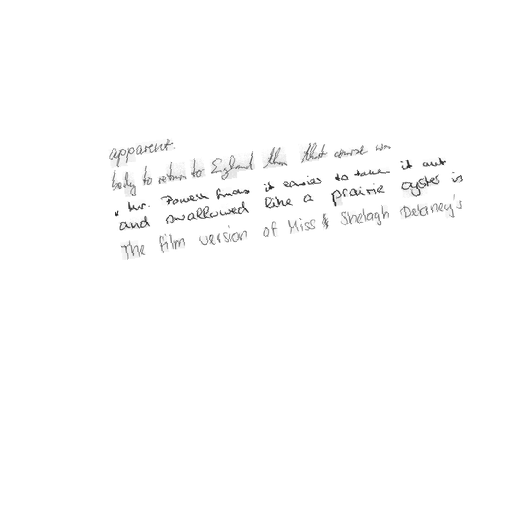 apparent.
body to return to England then that course was
" Mr. Powell finds it easier to take it out
and swallowed like a prairie oyster is
The film version of Miss Shelagh Delaney's